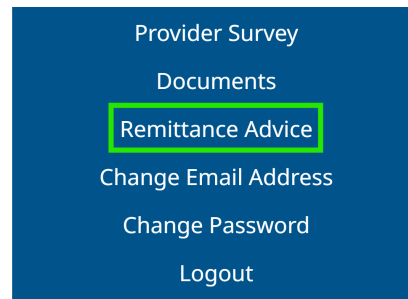 Provider Survey
Documents
Remittance Advice
Change Email Address
Change Password
Logout